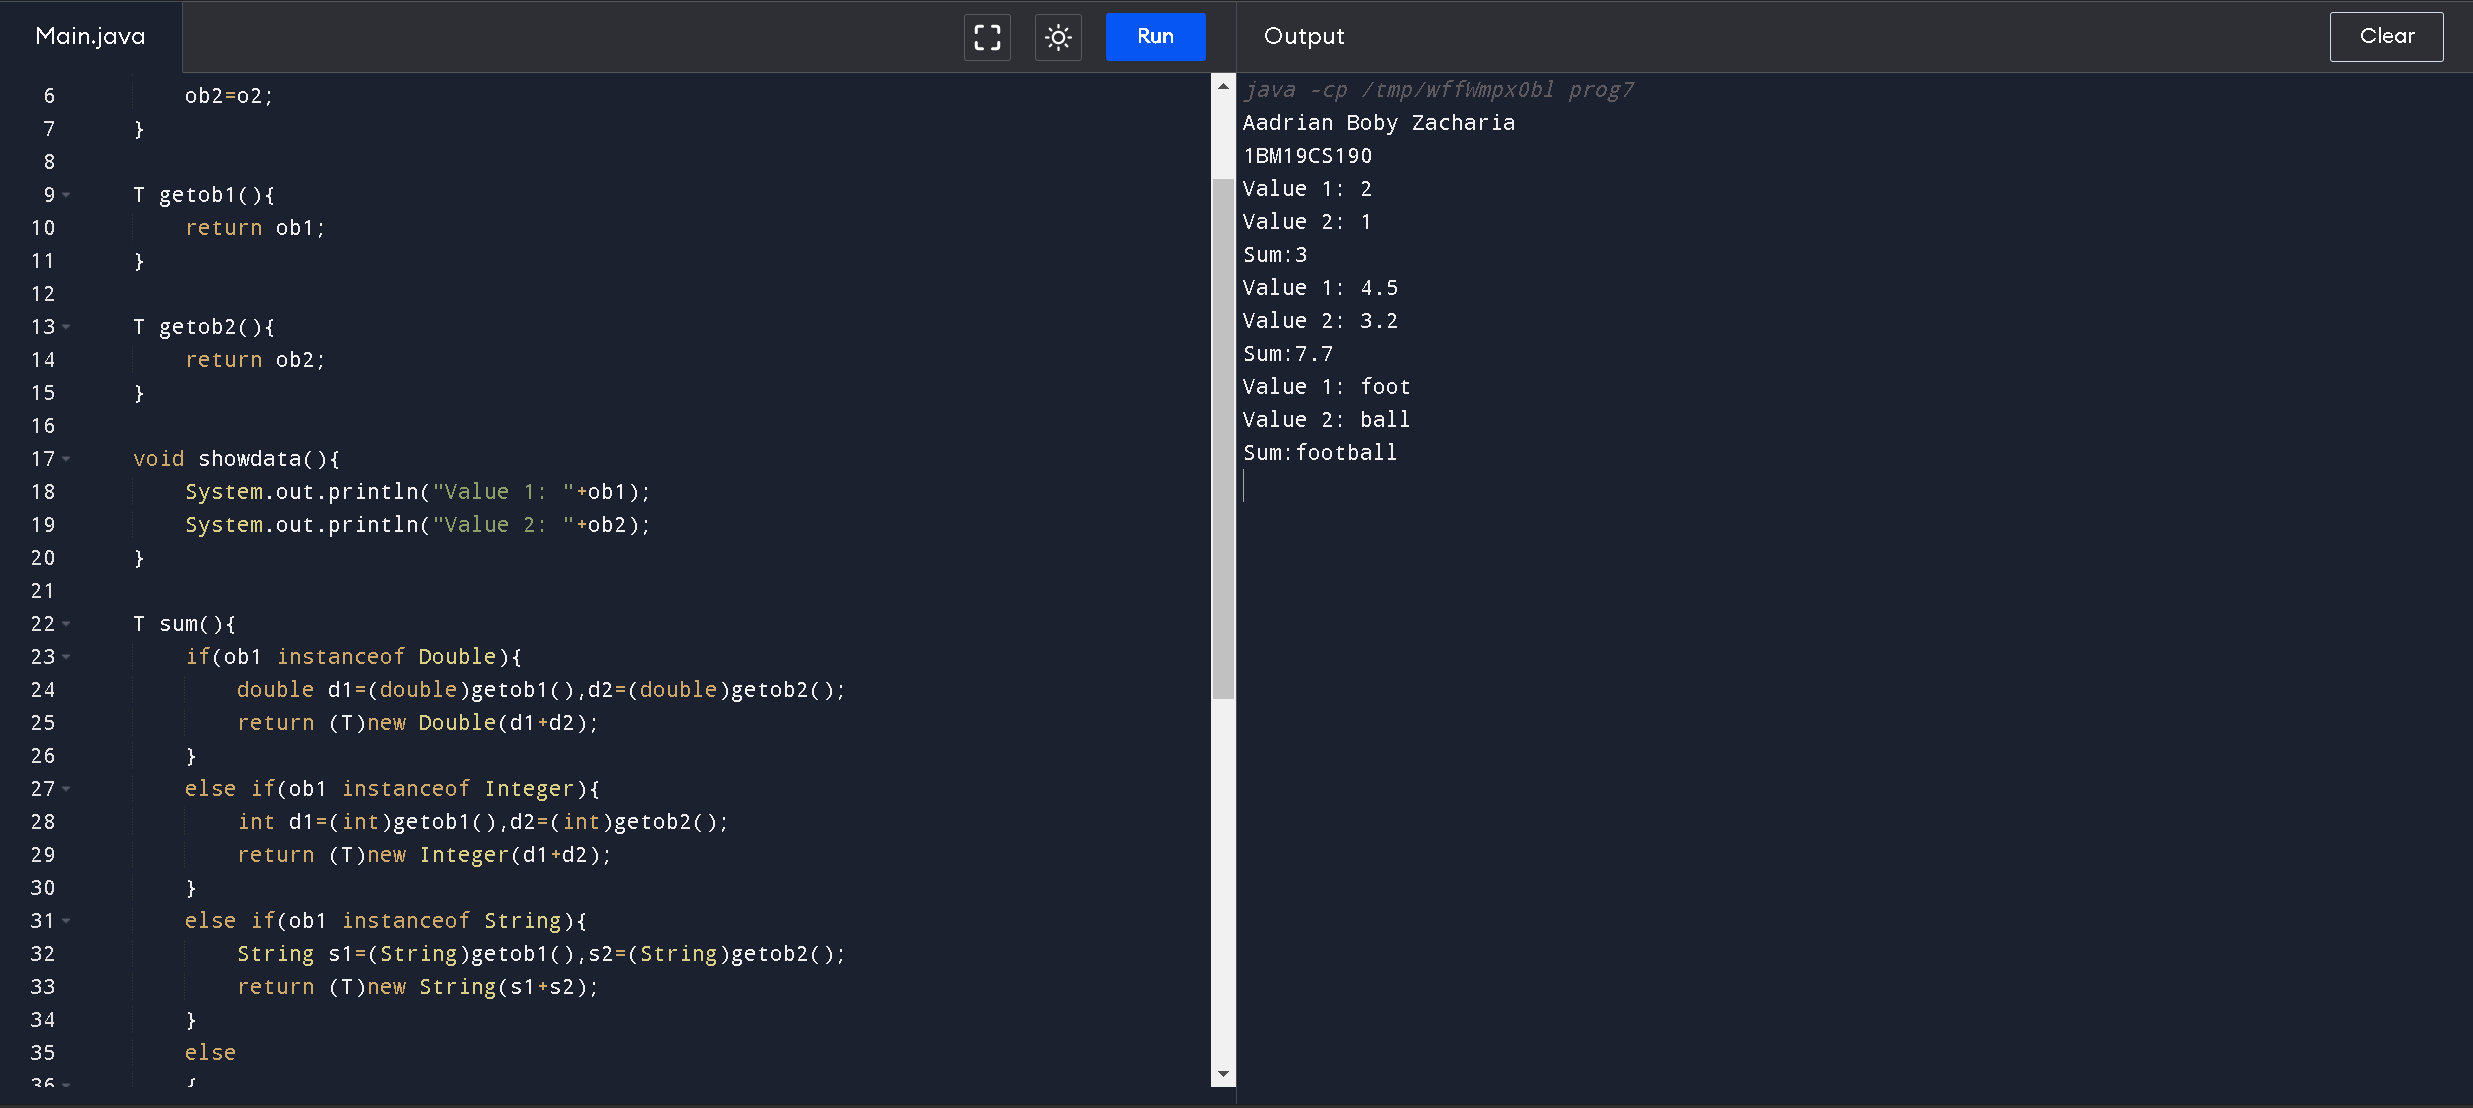 Main.java
Run
Output
Clear
6 ob2=o2;
7 }
8
9 T getob1(){
10 return ob1;
11 }
12
13 T getob2(){
14 return ob2;
15 }
16
17 void showdata(){
18 System.out.println("Value 1: "+ob1);
19 System.out.println("Value 2: "+ob2);
20 }
21
22 T sum(){
23 if(ob1 instanceof Double){
24 double d1=(double)getob1(),d2=(double)getob2();
25 return (T)new Double(d1+d2);
26 }
27 else if(ob1 instanceof Integer){
28 int d1=(int)getob1(),d2=(int)getob2();
29 return (T)new Integer(d1+d2);
30 }
31 else if(ob1 instanceof String){
32 String s1=(String)getob1(),s2=(String)getob2();
33 return (T)new String(s1+s2);
34 }
35 else
36 {
java -cp /tmp/wffWmpx0bl prog7
Aadrian Boby Zacharia
1BM19CS190
Value 1: 2
Value 2: 1
Sum:3
Value 1: 4.5
Value 2: 3.2
Sum:7.7
Value 1: foot
Value 2: ball
Sum:football